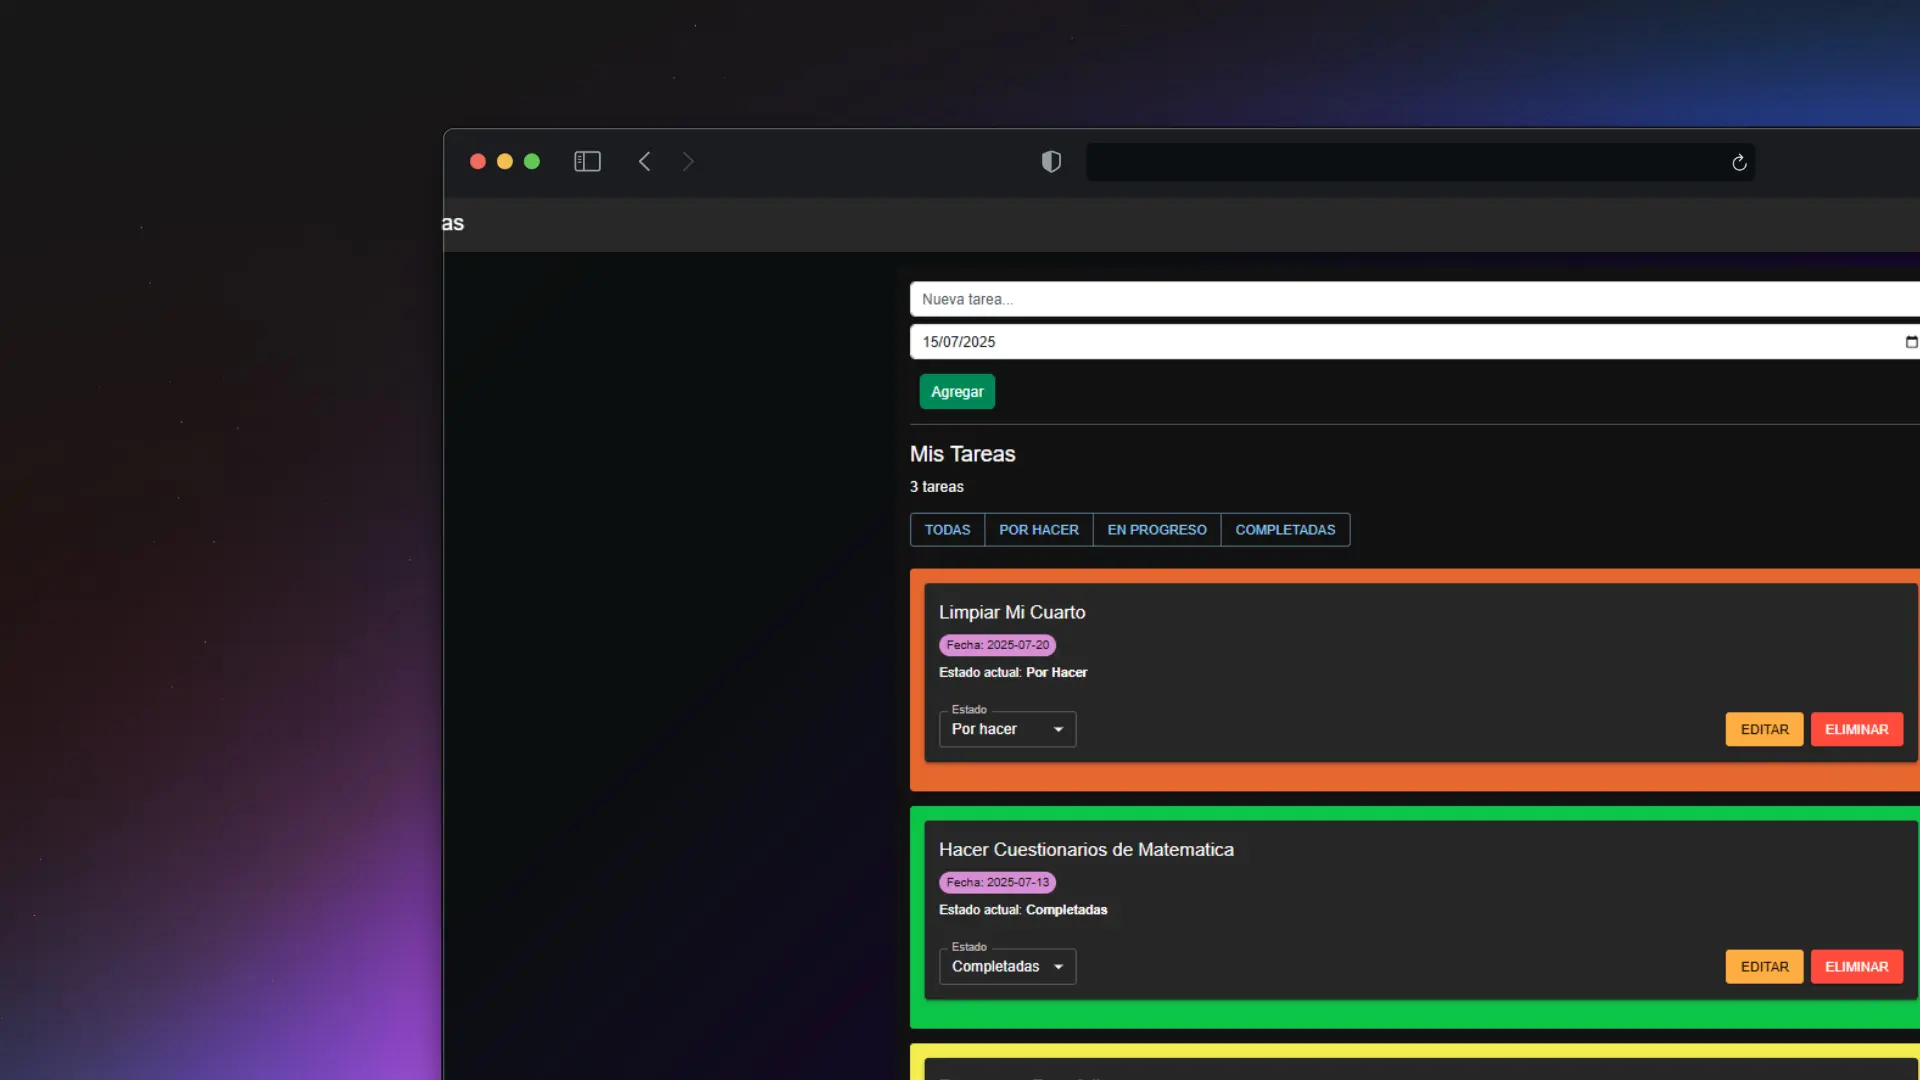 as
Nueva tarea...
15/07/2025
Agregar
Mis Tareas
3 tareas
TODAS POR HACER EN PROGRESO COMPLETADAS
Limpiar Mi Cuarto
Fecha: 2025-07-20
Estado actual: Por Hacer
Estado
Por hacer EDITAR ELIMINAR
Hacer Cuestionarios de Matematica
Fecha: 2025-07-13
Estado actual: Completadas
Estado
Completadas EDITAR ELIMINAR